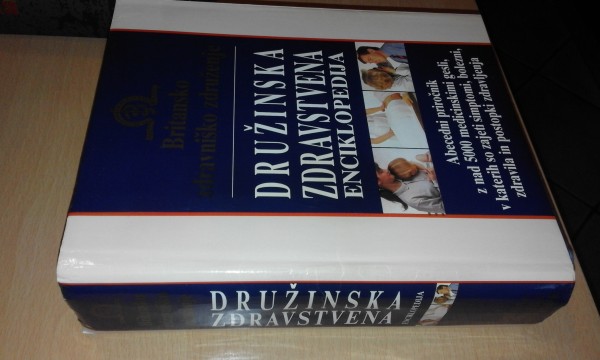 Britansko
zdravniško združenje
DRUŽINSKA
ZDRAVSTVENA
ENCIKLOPEDIJA
Abecedni priročnik
z nad 5000 medicinskimi gesli,
v katerih so zajeti simptomi, bolezni,
zdravila in postopki zdravljenja
DRUŽINSKA
ZDRAVSTVENA
ENCIKLOPEDIJA